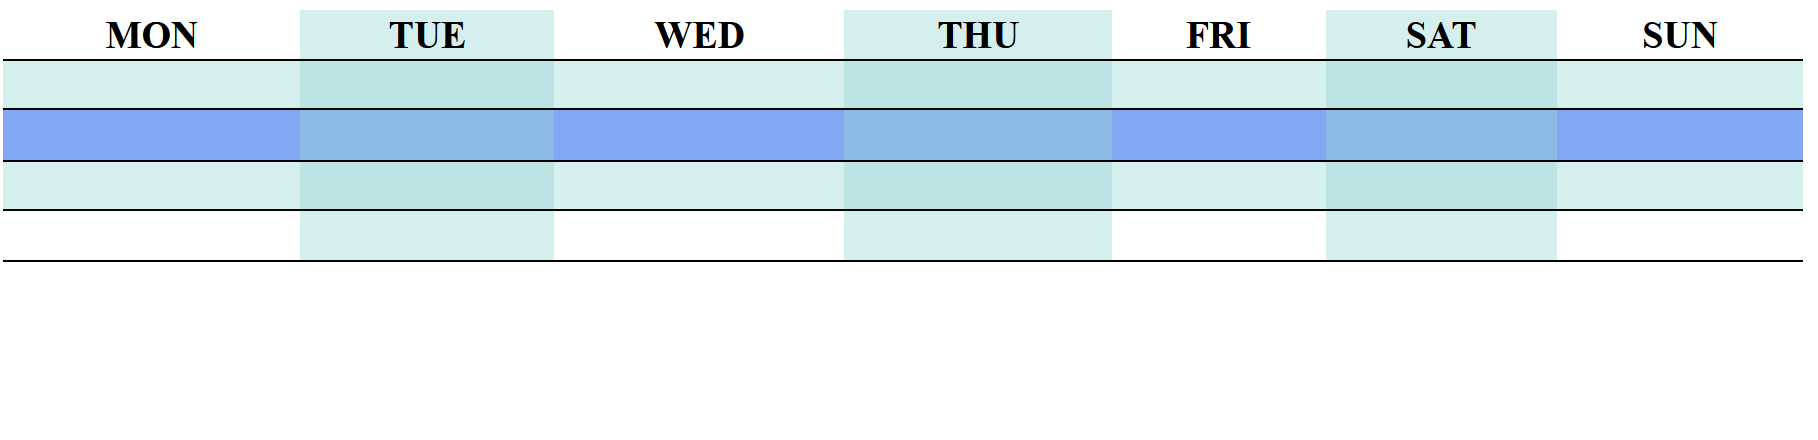 MON TUE WED THU FRI SAT SUN